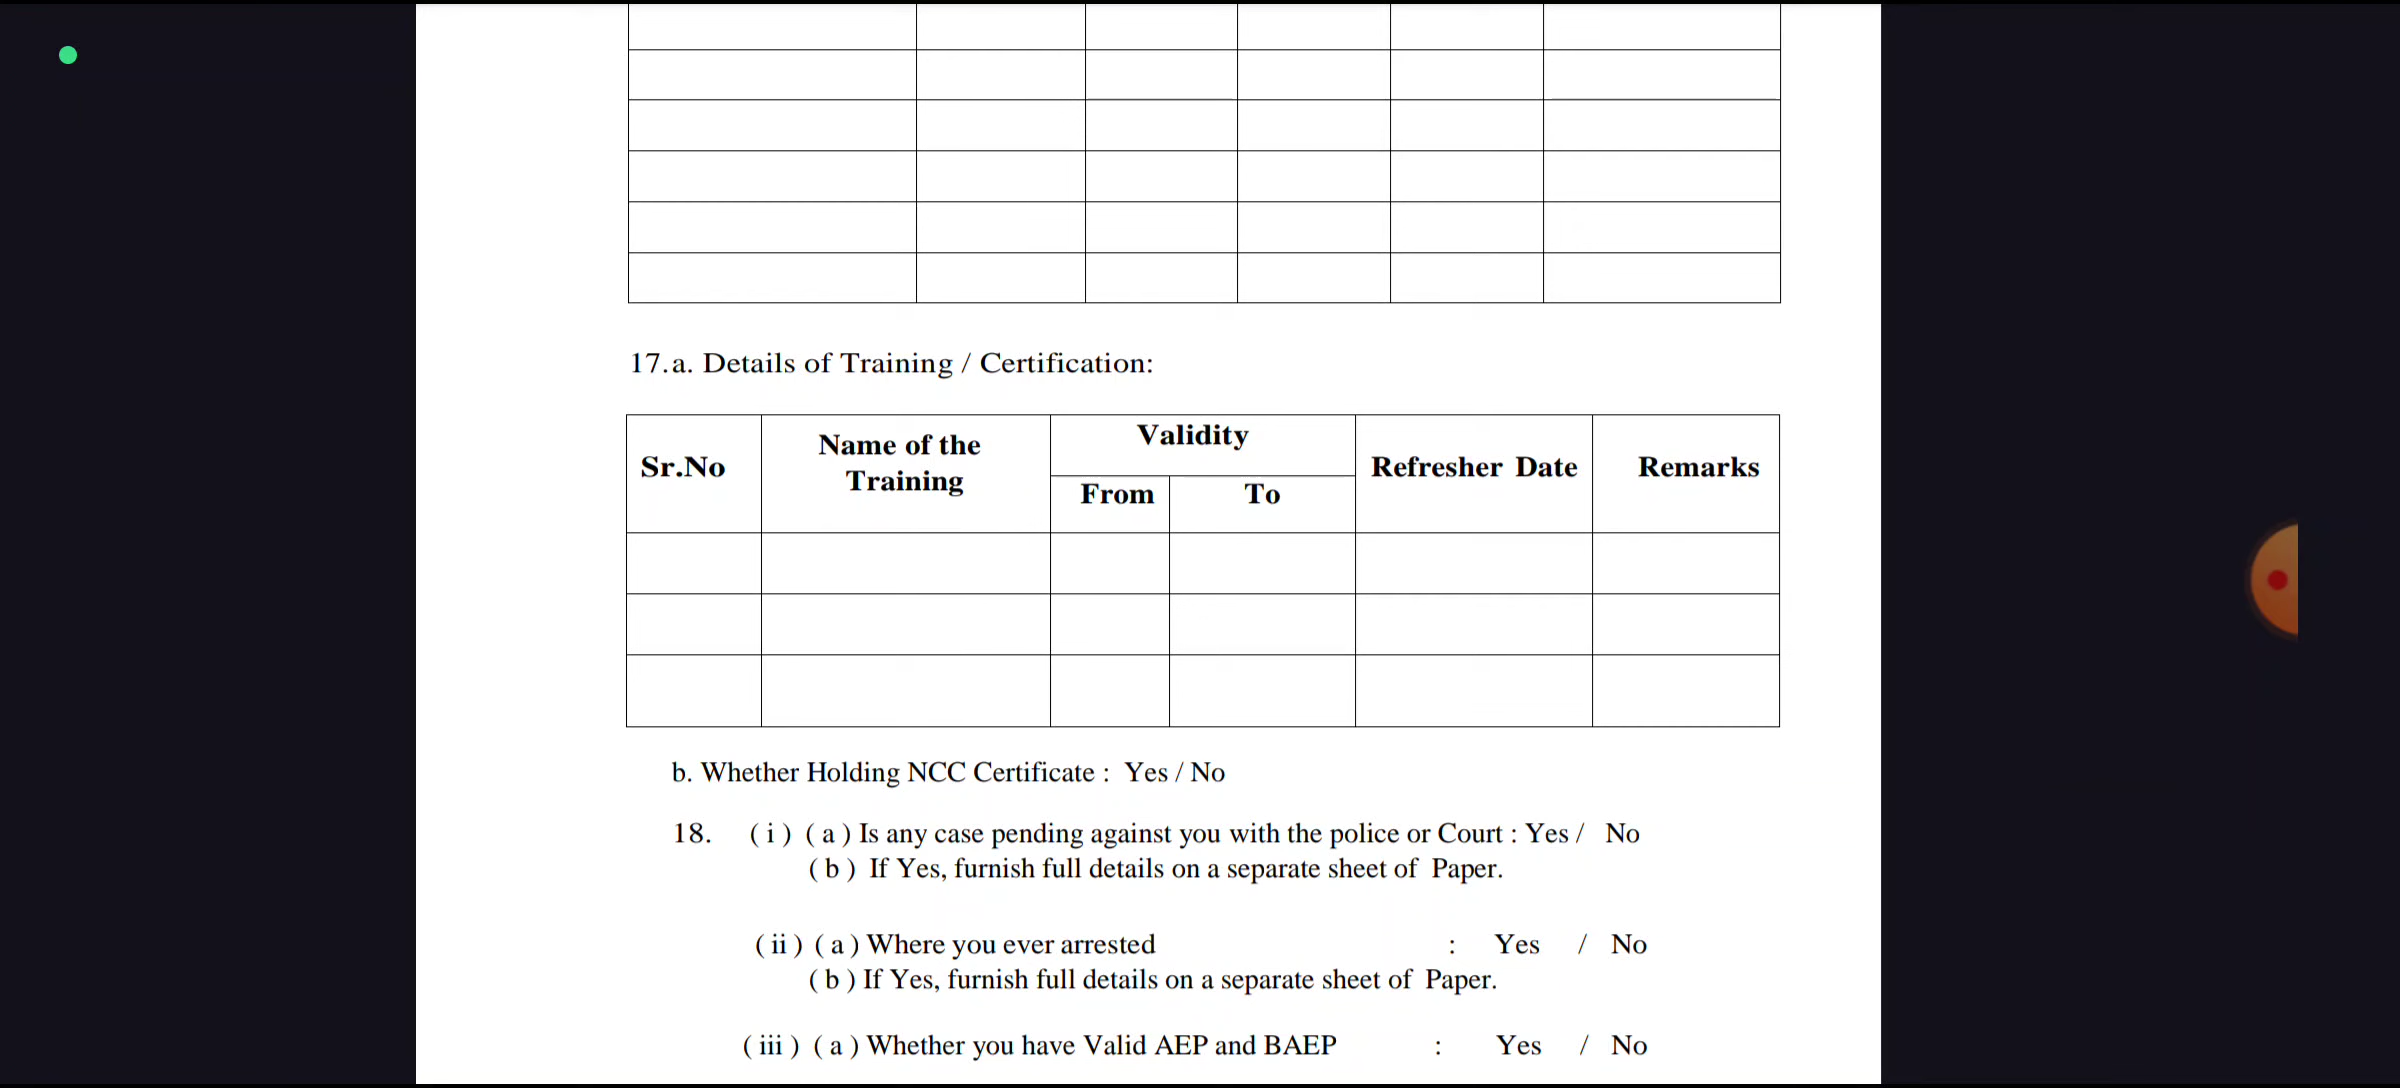 17.a. Details of Training / Certification:
Sr.No
Name of the
Training
Validity
From
To
Refresher Date
Remarks
b. Whether Holding NCC Certificate : Yes / No
18. ( i ) ( a ) Is any case pending against you with the police or Court : Yes / No
( b ) If Yes, furnish full details on a separate sheet of Paper.
( ii ) ( a ) Where you ever arrested : Yes / No
( b ) If Yes, furnish full details on a separate sheet of Paper.
( iii ) ( a ) Whether you have Valid AEP and BAEP : Yes / No